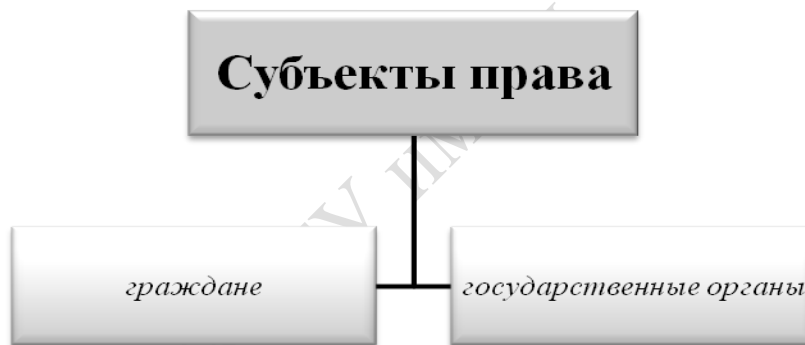 Субъекты права
граждане
государственные органы